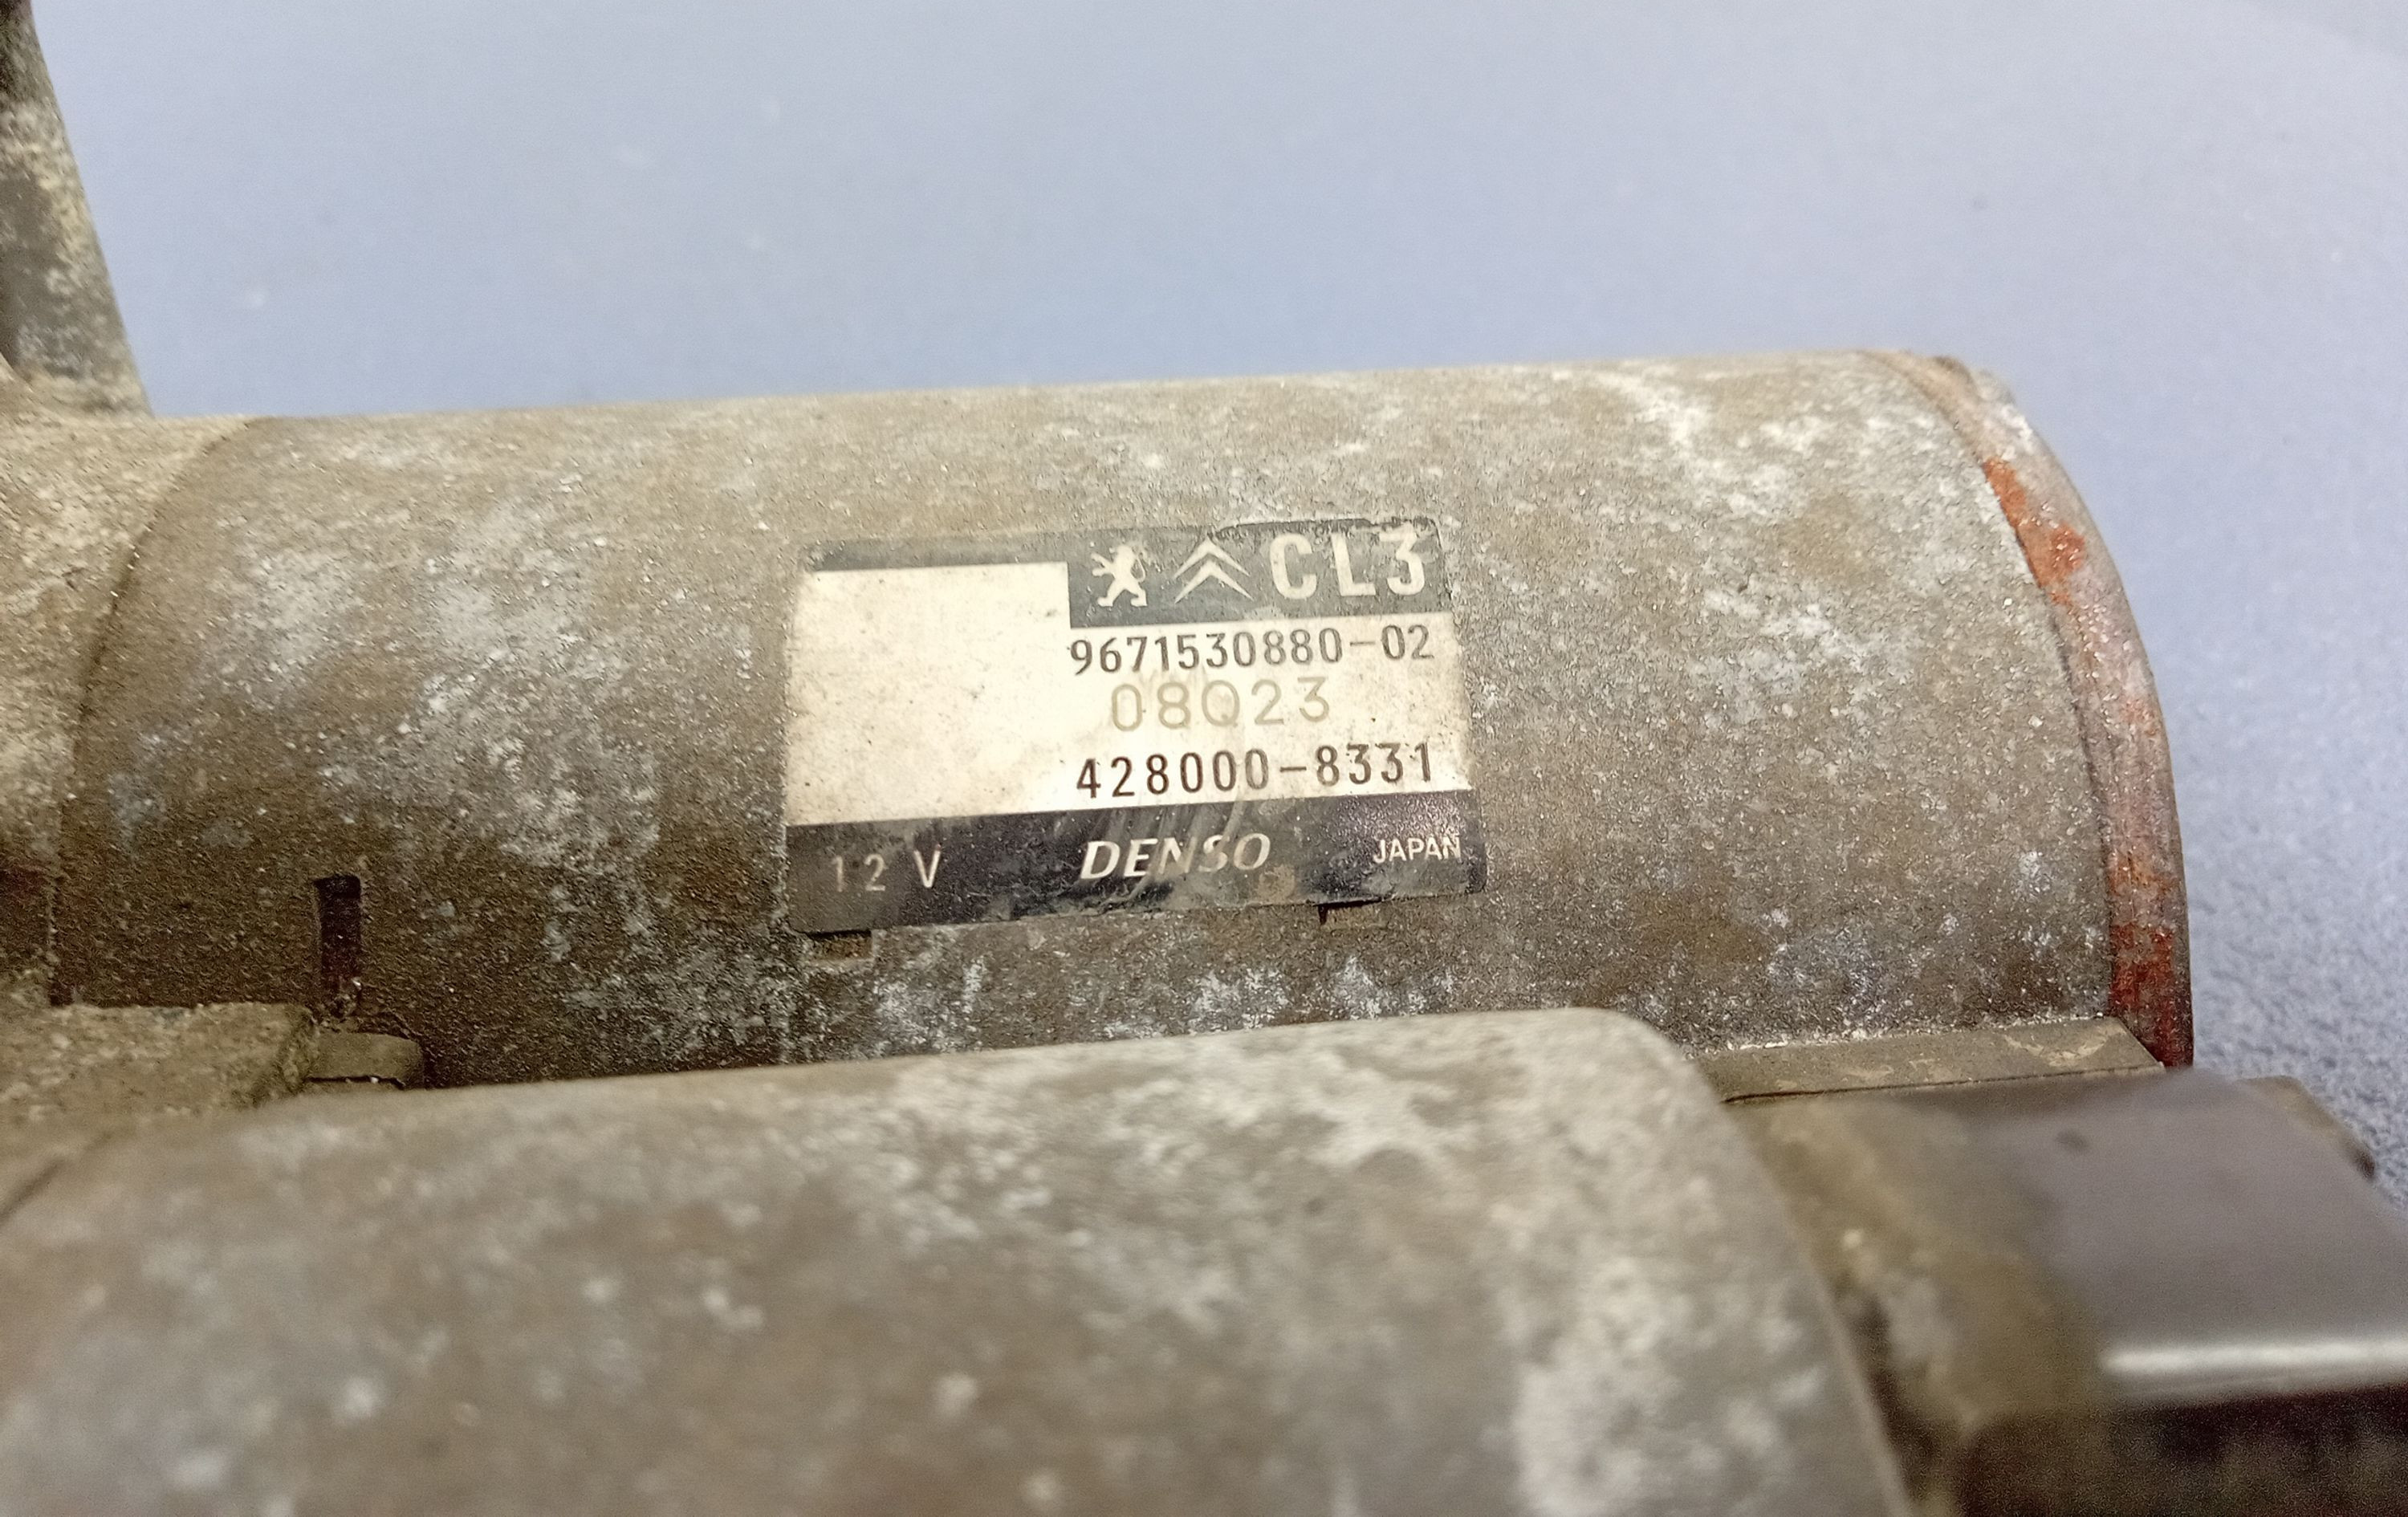 CL3
9671530880-02
08Q23
428000-8331
12 V DENSO JAPAN